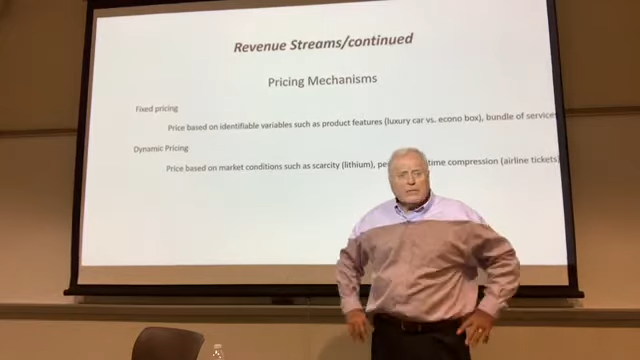 Revenue Streams/continued
Pricing Mechanisms
Fixed pricing
Price based on identifiable variables such as product features (luxury car vs. econo box), bundle of services
Dynamic Pricing
Price based on market conditions such as scarcity (lithium), time compression (airline tickets)